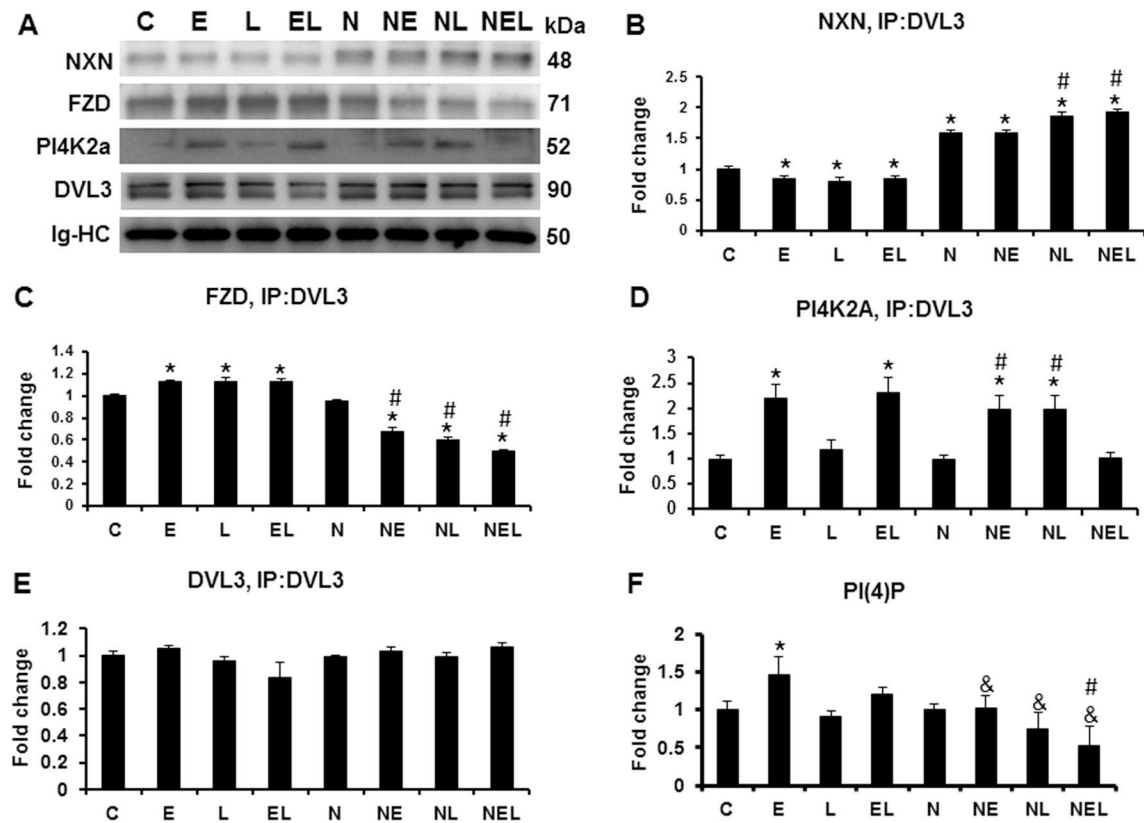 A
C E L EL N NE NL NEL kDa
NXN 48
FZD 71
PI4K2a 52
DVL3 90
Ig-HC 50
B
NXN, IP:DVL3
Fold change
2.5
2
1.5
1
0.5
0
* * * * * # * # *
C E L EL N NE NL NEL
C
FZD, IP:DVL3
Fold change
1.4
1.2
1
0.8
0.6
0.4
0.2
0
* * * # * # * # *
C E L EL N NE NL NEL
D
PI4K2A, IP:DVL3
Fold change
3
2.5
2
1.5
1
0.5
0
* * # * # *
C E L EL N NE NL NEL
E
DVL3, IP:DVL3
Fold change
1.2
1
0.8
0.6
0.4
0.2
0
C E L EL N NE NL NEL
F
PI(4)P
Fold change
2
1.5
1
0.5
0
* & & # &
C E L EL N NE NL NEL